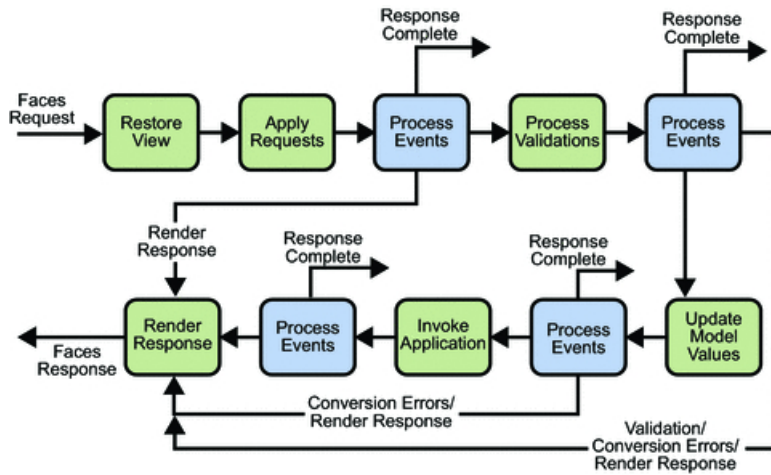 Response
Complete
Response
Complete
Faces
Request
Restore
View
Apply
Requests
Process
Events
Process
Validations
Process
Events
Render
Response
Response
Complete
Response
Complete
Render
Response
Process
Events
Invoke
Application
Process
Events
Update
Model
Values
Faces
Response
Conversion Errors/
Render Response
Validation/
Conversion Errors/
Render Response